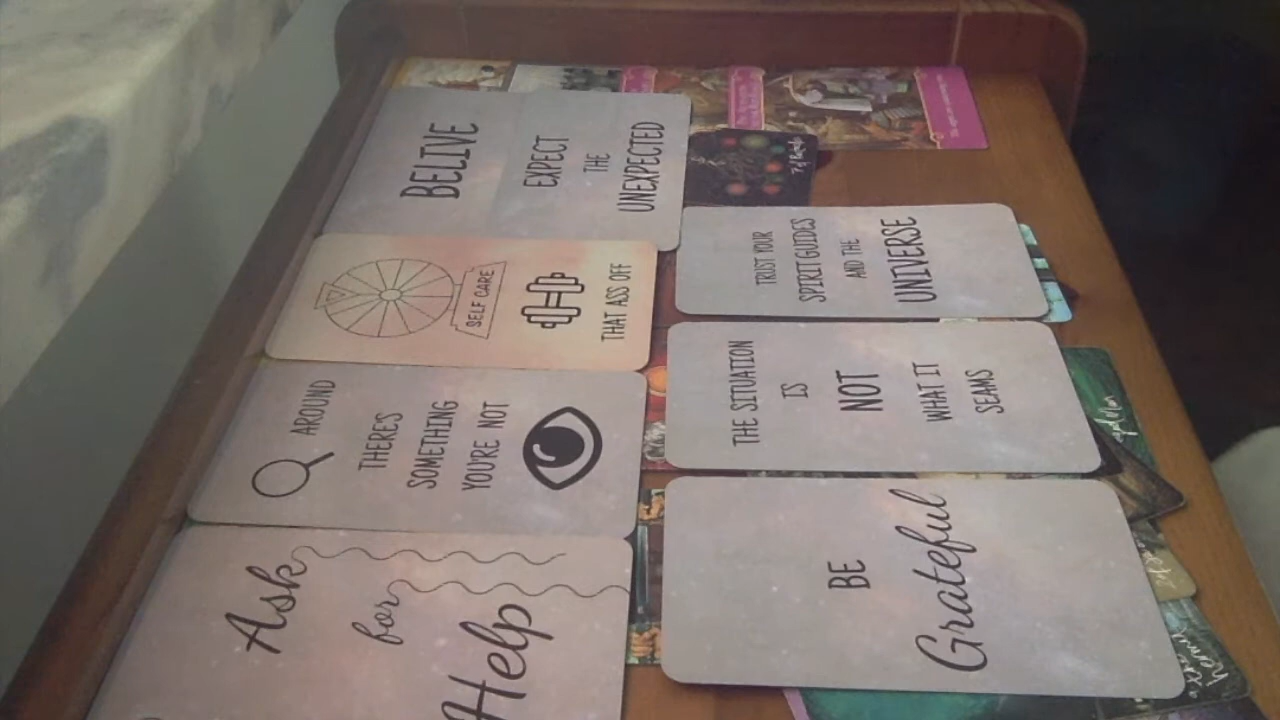 BELIVE
EXPECT
THE
UNEXPECTED
SELF CARE
THAT ASS OFF
AROUND
THERES
SOMETHING
YOU'RE NOT
Ask
for
Help
TRUST YOUR
SPIRIT GUIDES
AND THE
UNIVERSE
THE SITUATION
IS
NOT
WHAT IT
SEAMS
BE
Grateful